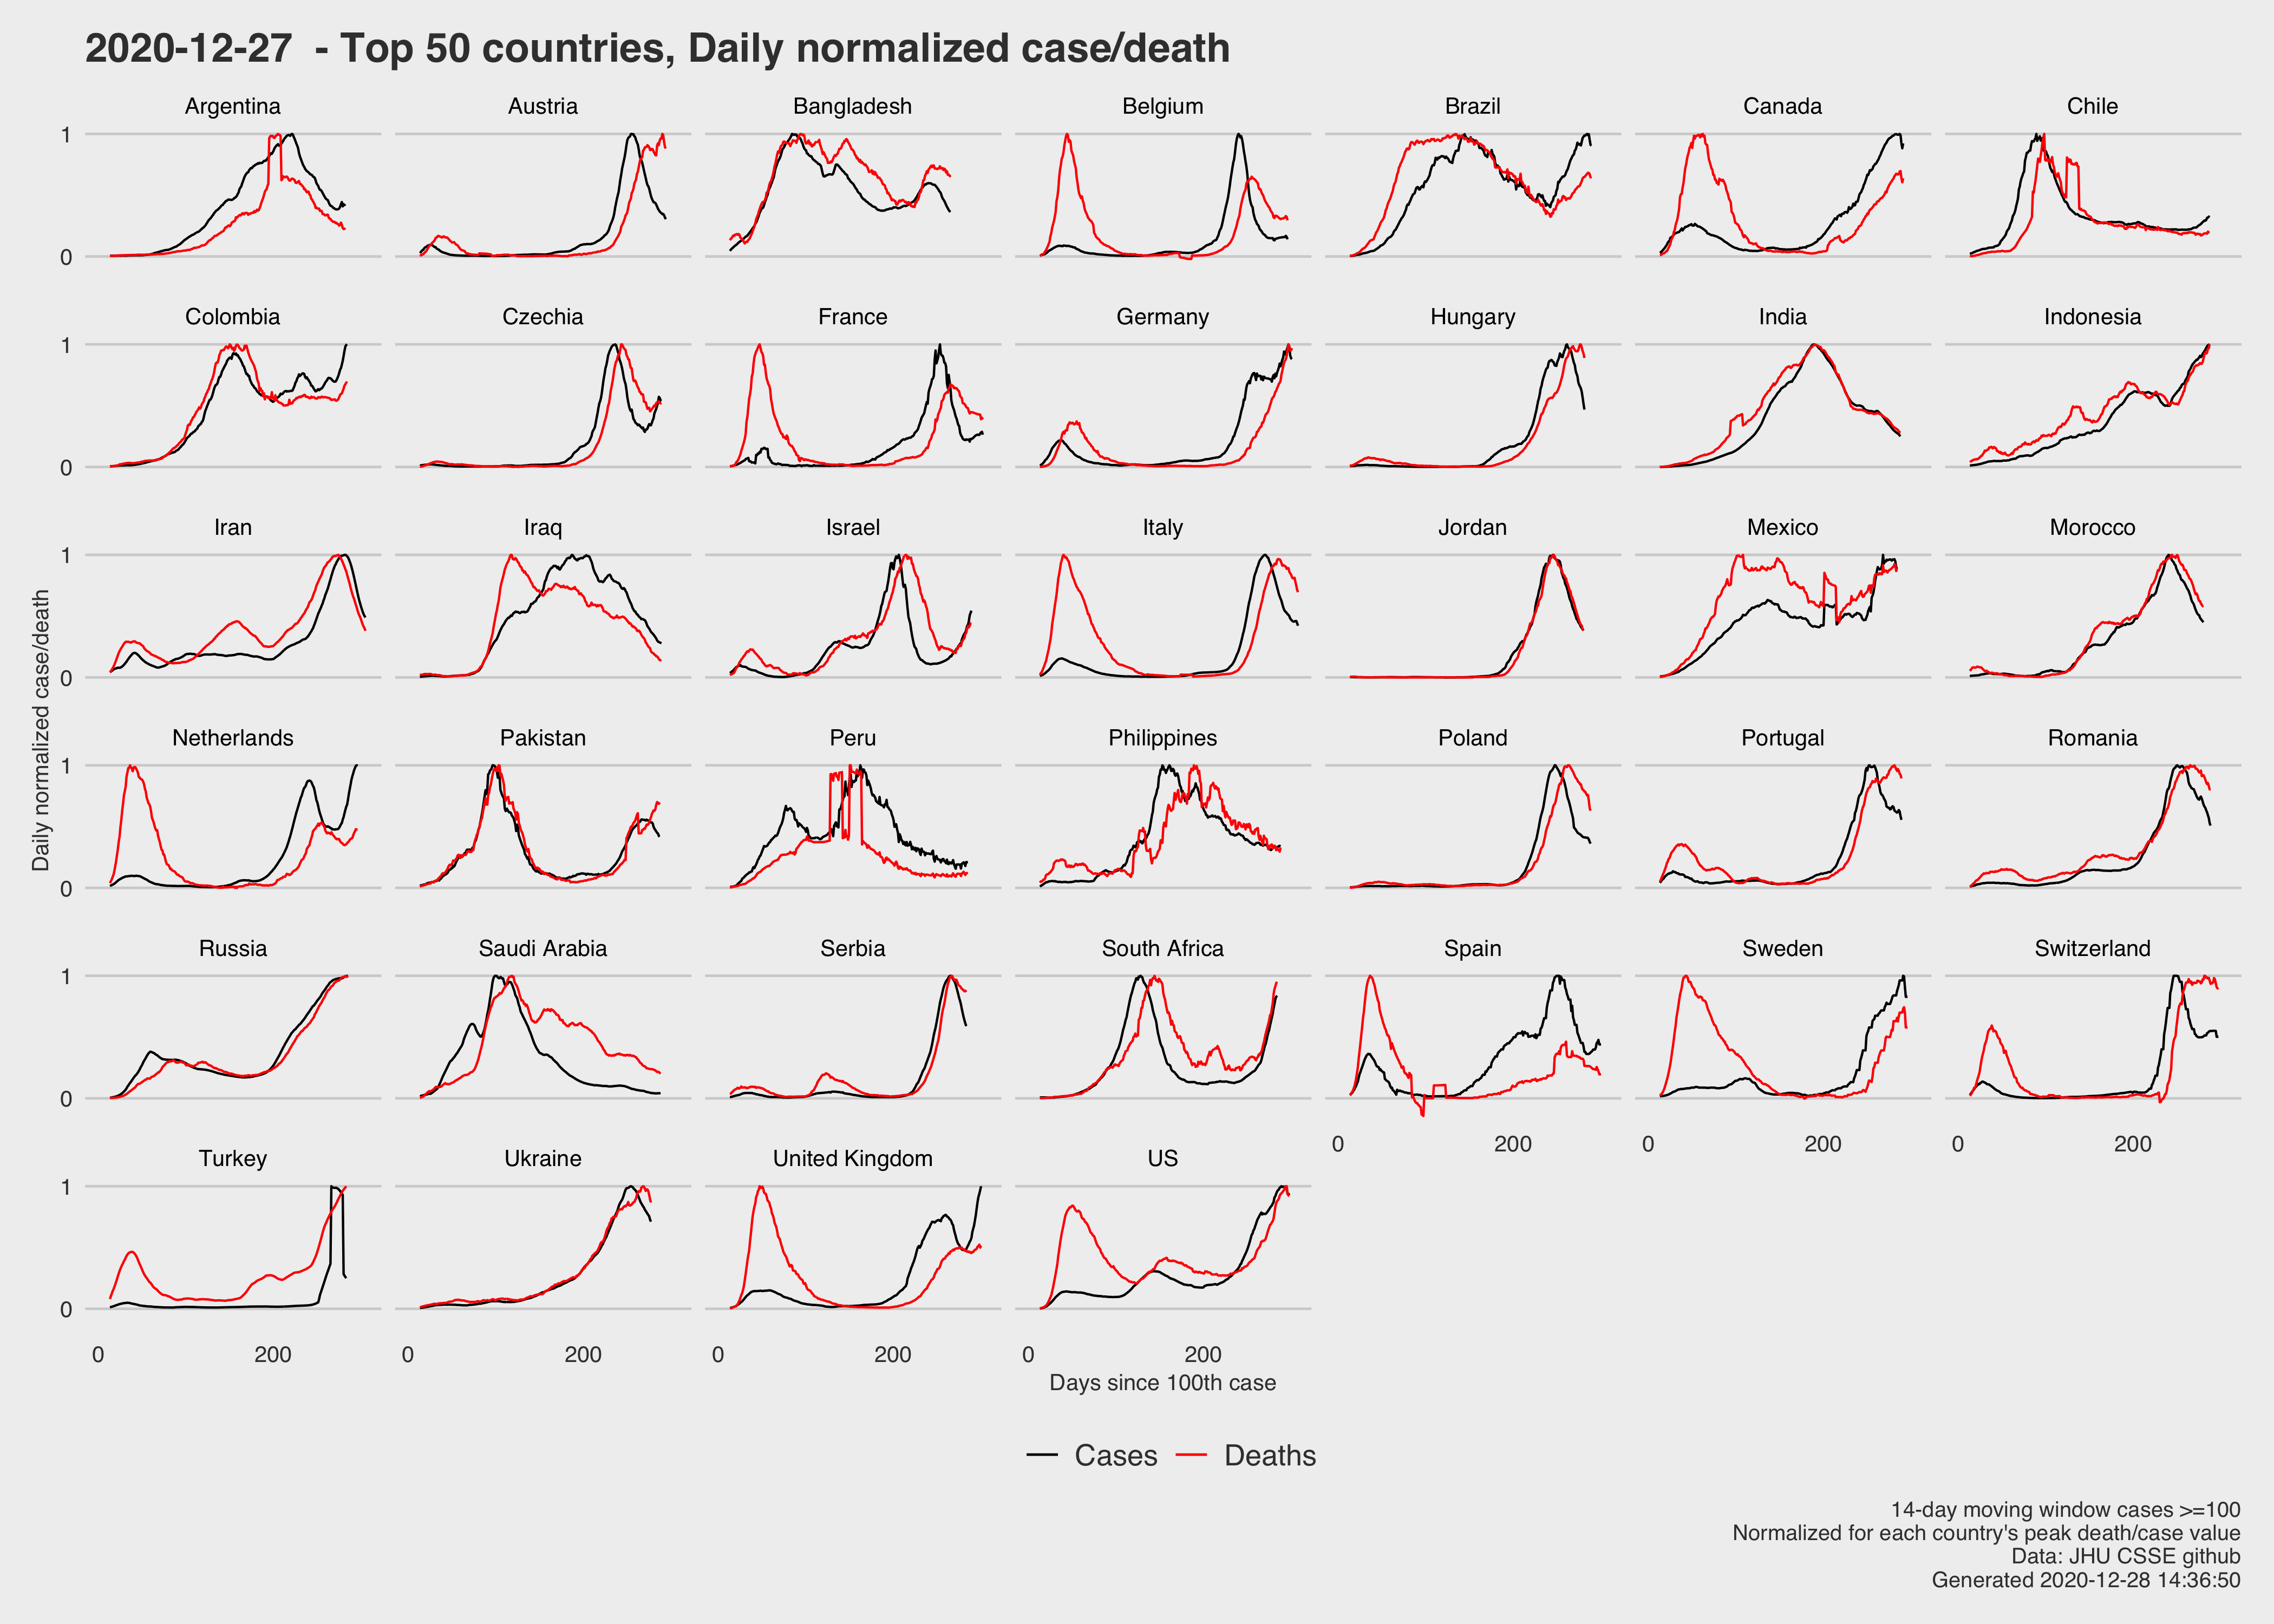 2020-12-27  - Top 50 countries, Daily normalized case/death
Argentina Austria Bangladesh Belgium Brazil Canada Chile
1
0
Colombia Czechia France Germany Hungary India Indonesia
1
0
Iran Iraq Israel Italy Jordan Mexico Morocco
1
0
Daily normalized case/death
Netherlands Pakistan Peru Philippines Poland Portugal Romania
1
0
Russia Saudi Arabia Serbia South Africa Spain Sweden Switzerland
1
0
0 200 0 200 0 200
Turkey Ukraine United Kingdom US
1
0
0 200 0 200 0 200 0 200
Days since 100th case
Cases Deaths
14-day moving window cases >=100
Normalized for each country's peak death/case value
Data: JHU CSSE github
Generated 2020-12-28 14:36:50